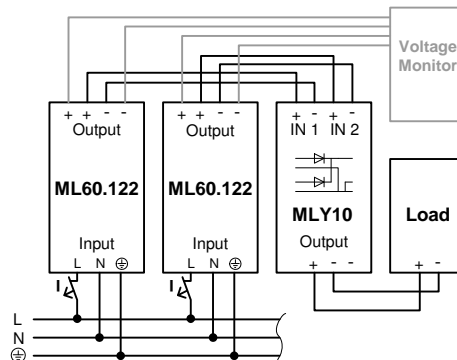 Voltage
Monitor
+ + - - + + - - + - + -
Output Output IN 1 IN 2
ML60.122 ML60.122 MLY10 Load
Input Input Output
L N ⏚ L N ⏚ + - - + -
I I
L
N
⏚